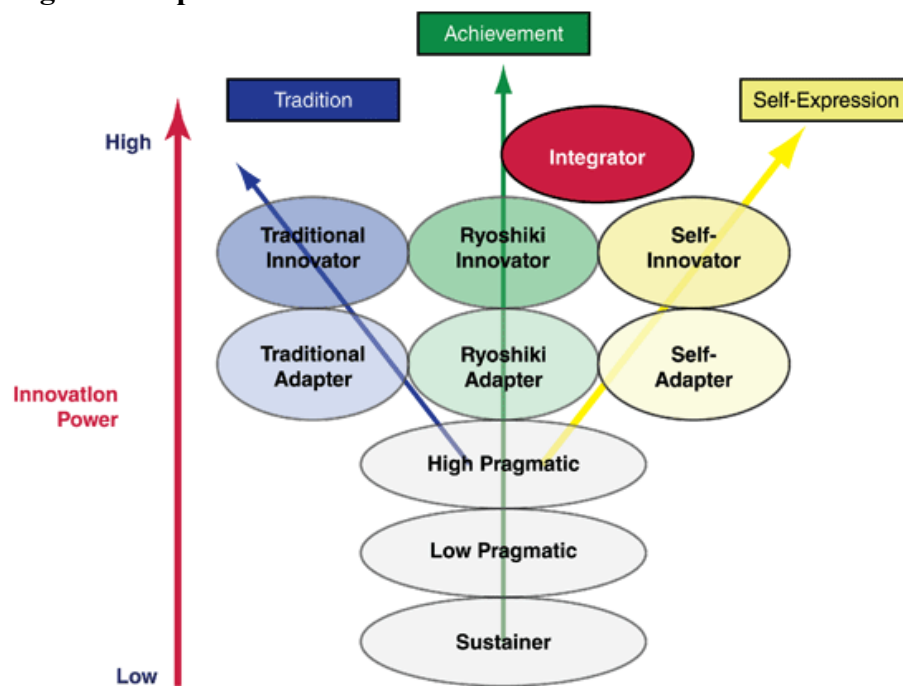 Achievement
Tradition
Self-Expression
High
Integrator
Traditional
Innovator
Ryoshiki
Innovator
Self-
Innovator
Traditional
Adapter
Ryoshiki
Adapter
Self-
Adapter
Innovation
Power
High Pragmatic
Low Pragmatic
Sustainer
Low